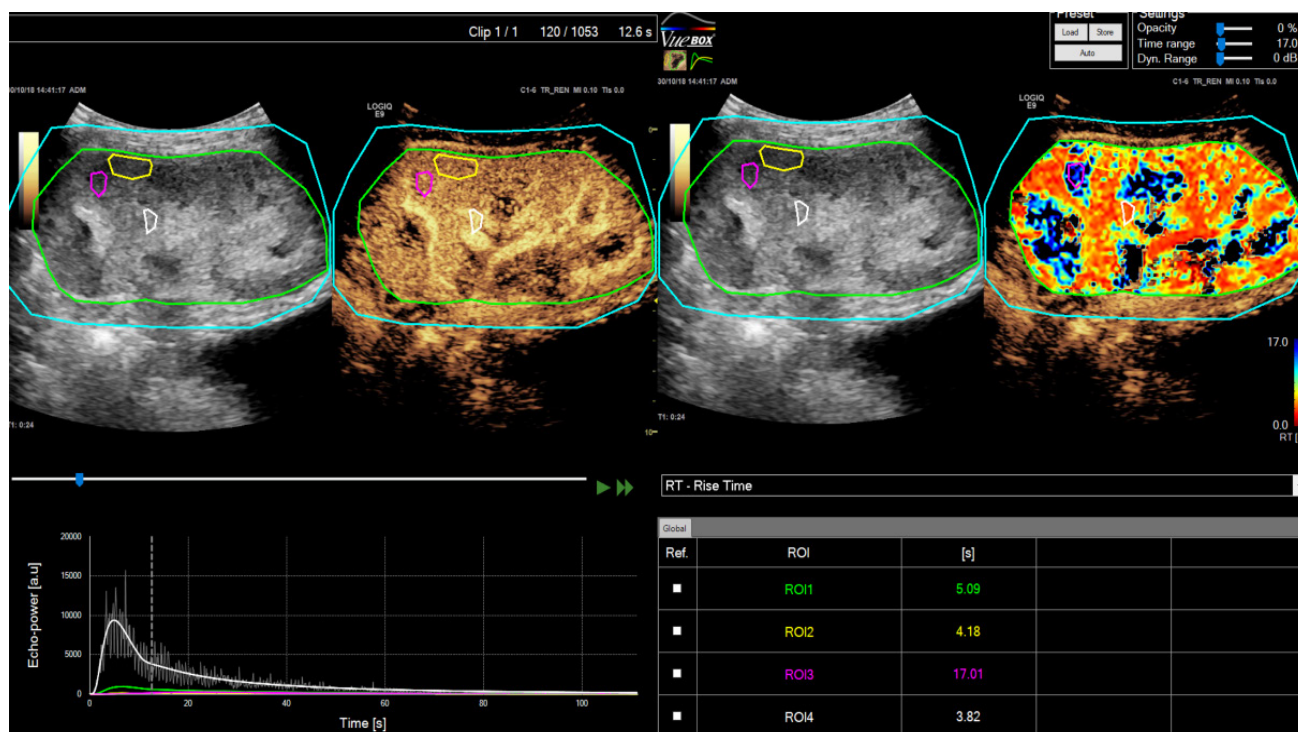 Clip 1 / 1 120 / 1053 12.6 s
VueBOX
Preset
Load Store
Auto
Settings
Opacity 0 %
Time range 17.0
Dyn. Range 0 dB
30/10/18 14:41:17 ADM
C1-6 TR_REN MI 0.10 TIs 0.0
LOGIQ
E9
30/10/18 14:41:17 ADM
C1-6 TR_REN MI 0.10 TIs 0.0
LOGIQ
E9
0
0
17.0
0.0
RT [
T1: 0:24
10
T1: 0:24
RT - Rise Time
Global
Ref. ROI [s]
ROI1 5.09
ROI2 4.18
ROI3 17.01
ROI4 3.82
Echo-power [a.u]
20000
15000
10000
5000
0
0 20 40 60 80 100
Time [s]